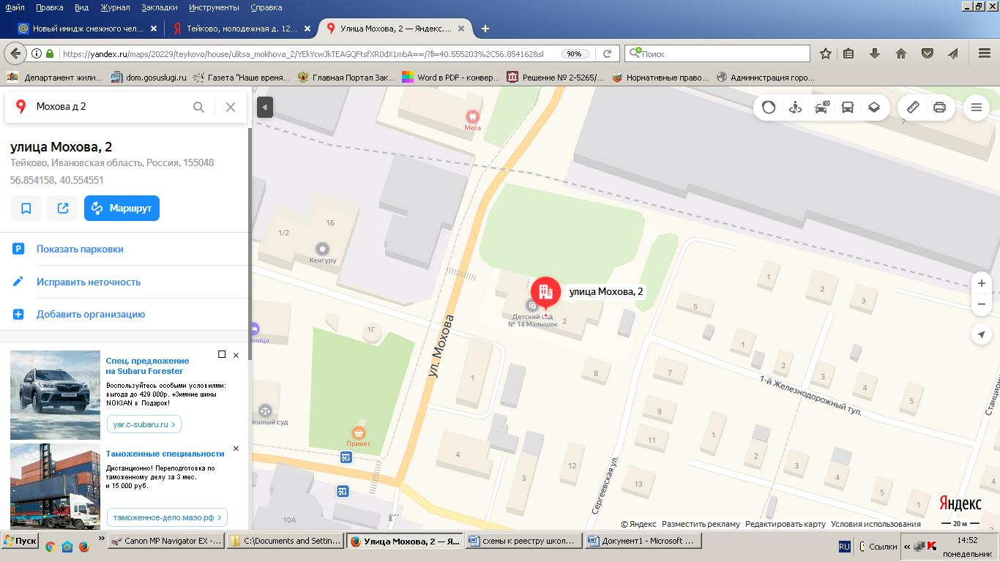 Файл Правка Вид Журнал Закладки Инструменты Справка
Новый имидж снежного чел...
Тейково, молодежная д. 12...
Улица Мохова, 2 — Яндекс....
https://yandex.ru/maps/20229/teykovo/house/ulitsa_mokhova_2/YEkYcwJkTEAGQFtsfXR0dX1mbA==/?ll=40.555203%2C56.854162&sl
90%
Поиск
Департамент жили...
dom.gosuslugi.ru
Газета "Наше время...
Главная Портал Зак...
Word в PDF - конвер...
Решение № 2-5265/...
Нормативные право...
Администрация горо...
Мохова д 2
улица Мохова, 2
Тейково, Ивановская область, Россия, 155048
56.854158, 40.554551
Маршрут
Показать парковки
Исправить неточность
Добавить организацию
Спец. предложение
на Subaru Forester
Воспользуйтесь особыми условиями:
выгода до 429 000р. +Зимние шины
NOKIAN в Подарок!
yar.c-subaru.ru
Таможенные специальности
Дистанционно! Переподготовка по
таможенному делу за 3 мес.
и 15 000 руб.
таможенное-дело.маэо.рф
Мега
7
1Б
1/2
Кенгуру
улица Мохова, 2
Детский сад
№ 14 Малышок
2
1
2
3
5
ница
1Г
ул. Мохова
1
8
7
1
2
3
4
5
1-й Железнодорожный туп.
Станцион
йонный суд
Привет
9
11
1
2
3
4
5
1
4
3
12
13
Сергеевская ул.
10А
Яндекс
© Яндекс Разместить рекламу Редактировать карту Условия использования
20 м
Пуск
Canon MP Navigator EX -...
C:\Documents and Settin...
Улица Мохова, 2 — Я...
схемы к реестру школ...
Документ1 - Microsoft ...
RU
Ссылки
14:52
понедельник